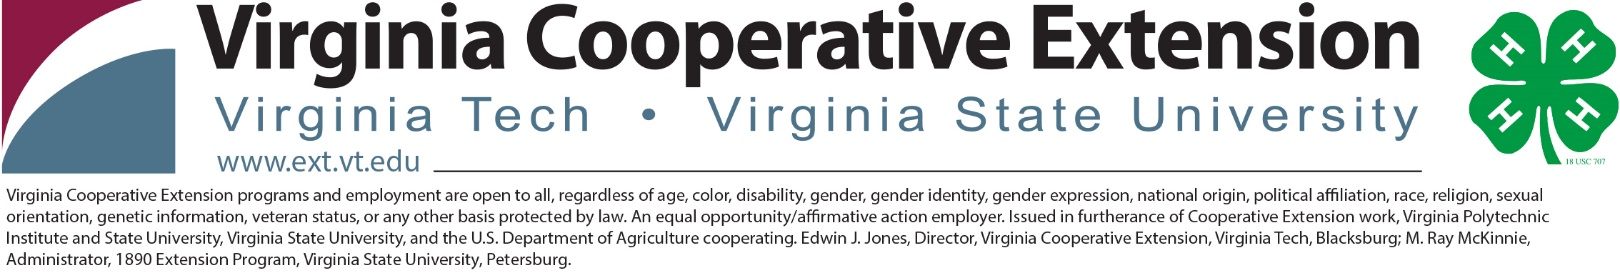 Virginia Cooperative Extension
Virginia Tech • Virginia State University
www.ext.vt.edu
H H
H H
18 USC 707
Virginia Cooperative Extension programs and employment are open to all, regardless of age, color, disability, gender, gender identity, gender expression, national origin, political affiliation, race, religion, sexual
orientation, genetic information, veteran status, or any other basis protected by law. An equal opportunity/affirmative action employer. Issued in furtherance of Cooperative Extension work, Virginia Polytechnic
Institute and State University, Virginia State University, and the U.S. Department of Agriculture cooperating. Edwin J. Jones, Director, Virginia Cooperative Extension, Virginia Tech, Blacksburg; M. Ray McKinnie,
Administrator, 1890 Extension Program, Virginia State University, Petersburg.